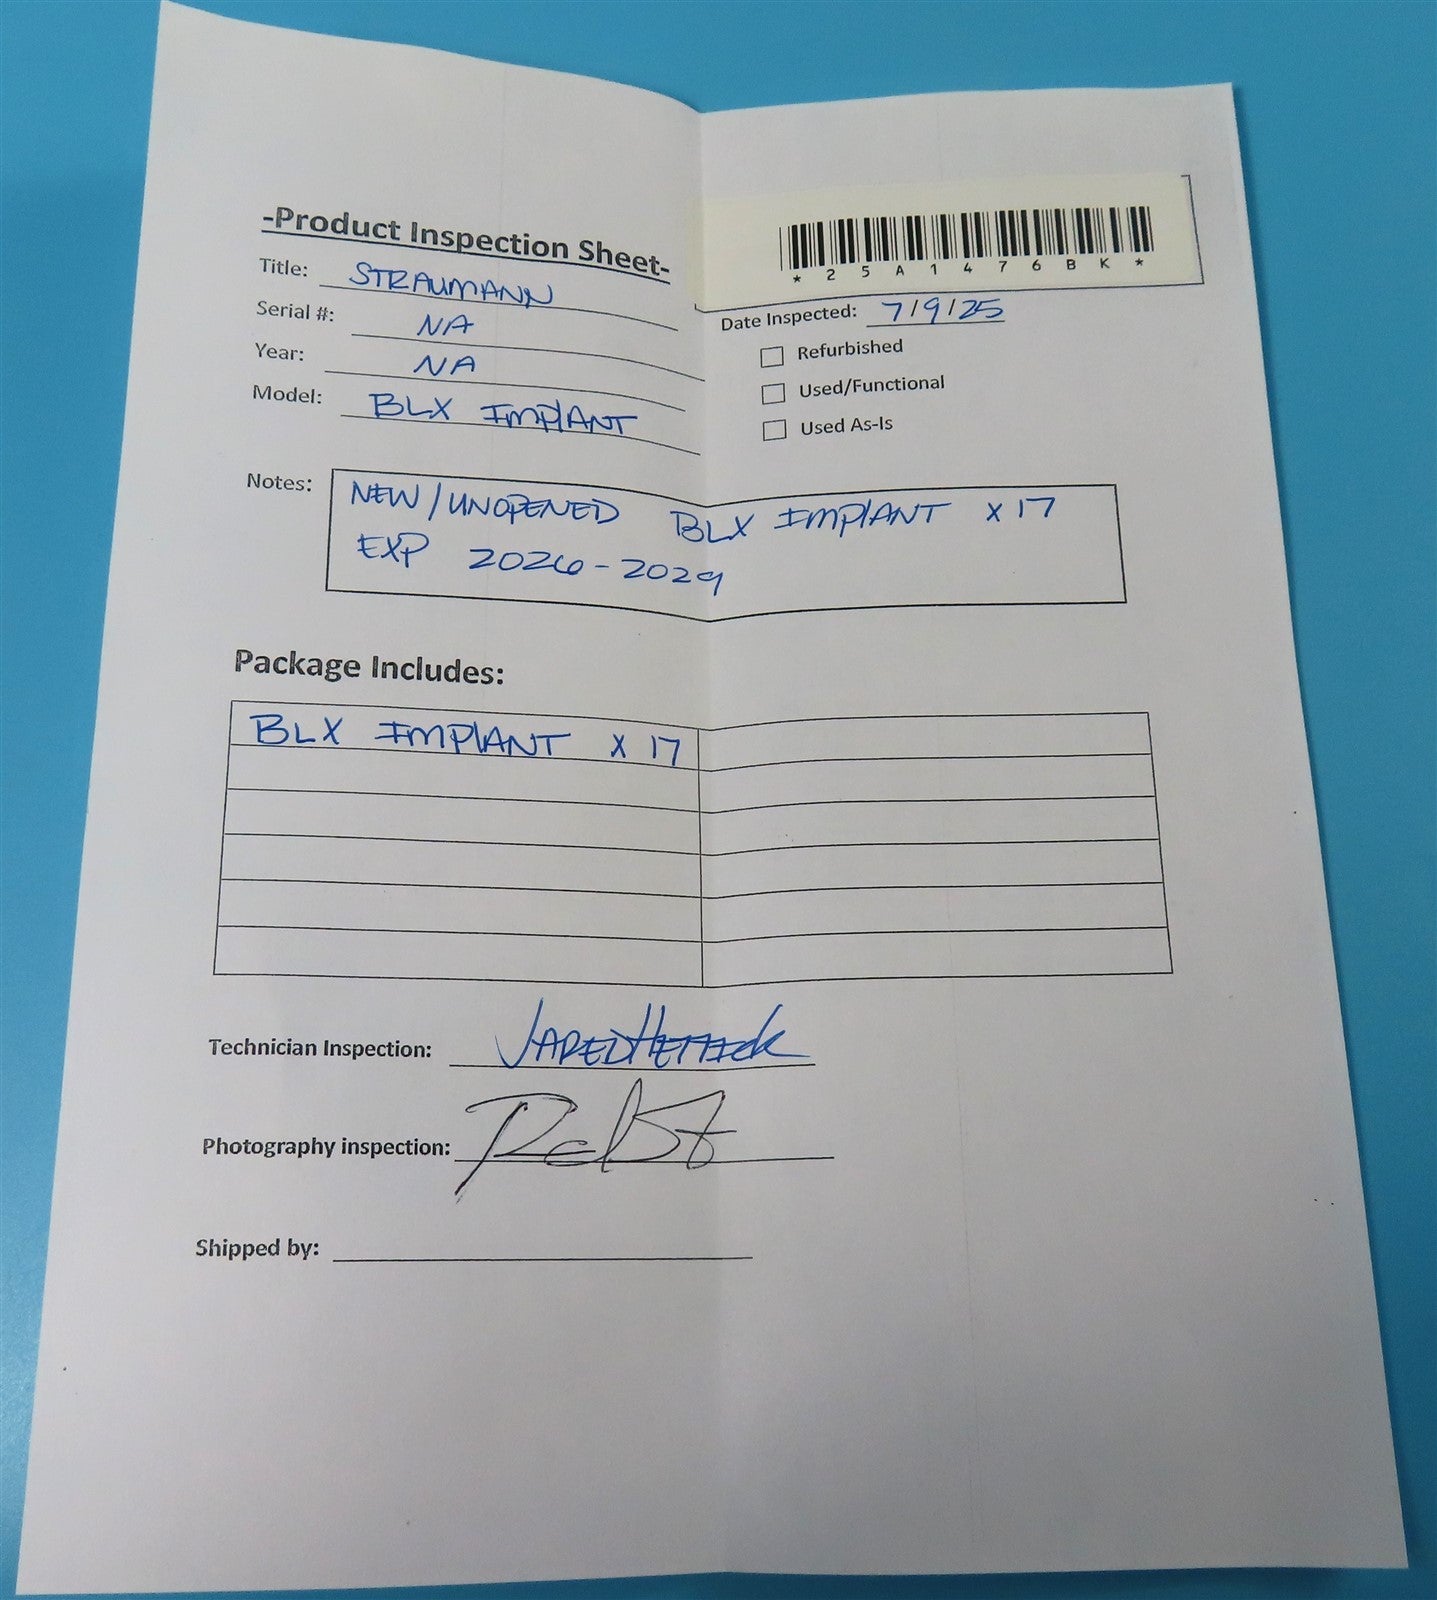 -Product Inspection Sheet-
*25A1476BK*
Title: STRAUMANN
Serial #: NA
Year: NA
Model: BLX IMPLANT
Date Inspected: 7/9/25
Refurbished
Used/Functional
Used As-Is
Notes: NEW/UNOPENED BLX IMPLANT X 17
EXP 2026-2029
Package Includes:
BLX IMPLANT X 17
Technician Inspection: JARED
Photography inspection:
Shipped by: